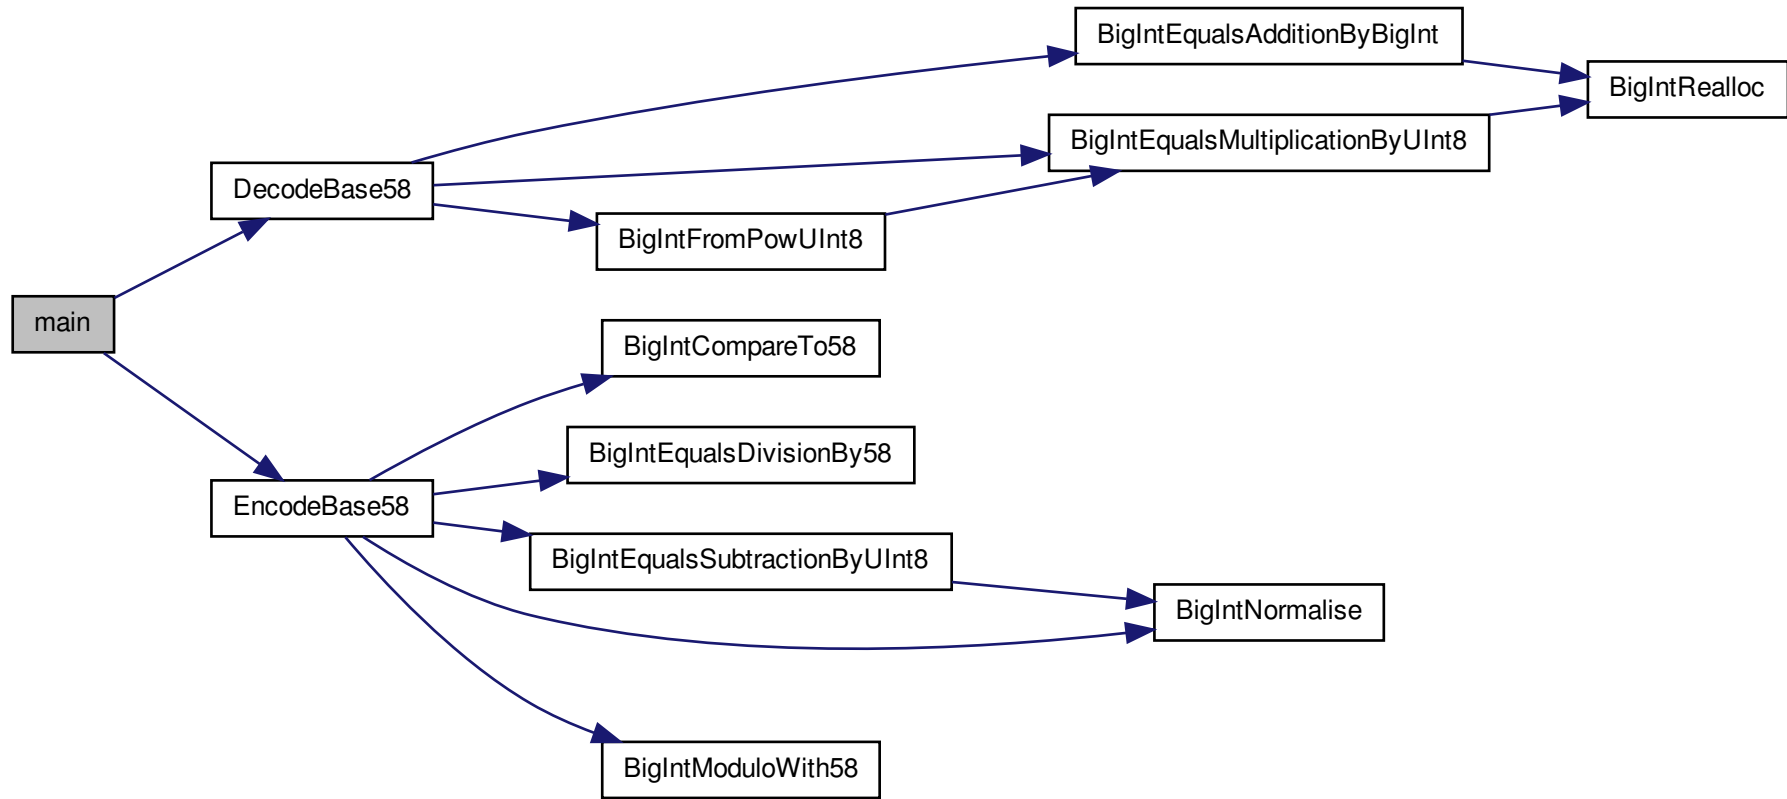 BigIntEqualsAdditionByBigInt
BigIntRealloc
BigIntEqualsMultiplicationByUInt8
DecodeBase58
BigIntFromPowUInt8
main
BigIntCompareTo58
BigIntEqualsDivisionBy58
EncodeBase58
BigIntEqualsSubtractionByUInt8
BigIntNormalise
BigIntModuloWith58